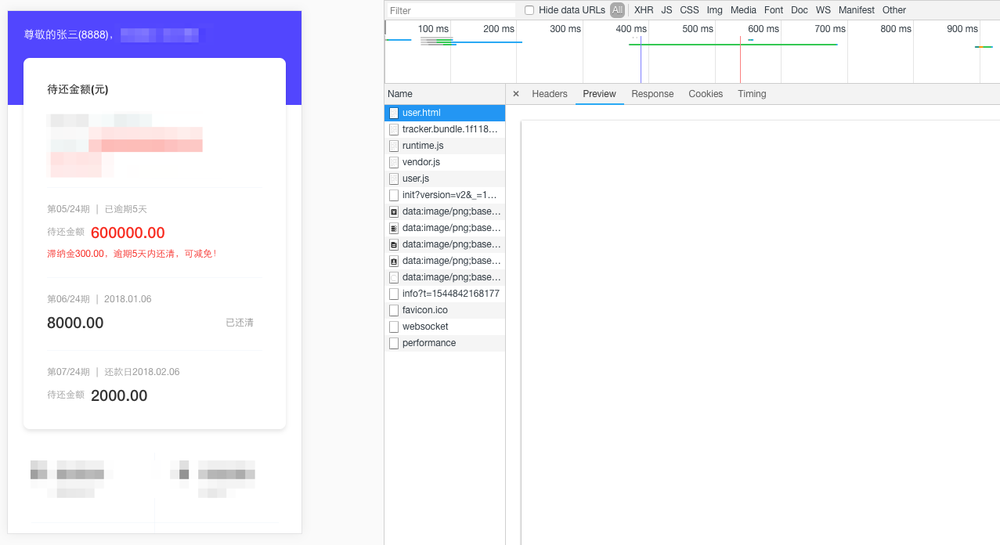 尊敬的张三(8888)，
待还金额(元)
第05/24期 | 已逾期5天
待还金额 600000.00
滞纳金300.00，逾期5天内还清，可减免！
第06/24期 | 2018.01.06
8000.00 已还清
第07/24期 | 还款日2018.02.06
待还金额 2000.00
Filter Hide data URLs All XHR JS CSS Img Media Font Doc WS Manifest Other
100 ms 200 ms 300 ms 400 ms 500 ms 600 ms 700 ms 800 ms 900 ms
Name × Headers Preview Response Cookies Timing
user.html
tracker.bundle.1f118...
runtime.js
vendor.js
user.js
init?version=v2&_=1...
data:image/png;base...
data:image/png;base...
data:image/png;base...
data:image/png;base...
data:image/png;base...
info?t=1544842168177
favicon.ico
websocket
performance